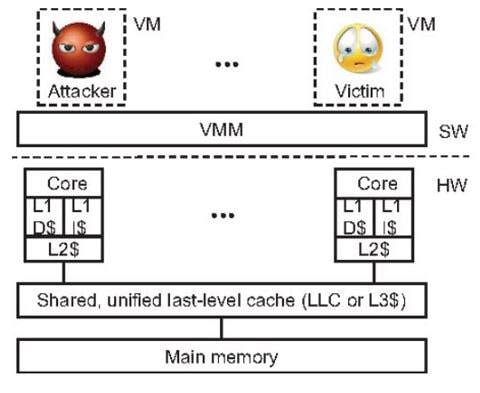 VM VM
...
Attacker Victim
VMM
SW
Core Core HW
L1 L1 L1 L1
D$ I$ ... D$ I$
L2$ L2$
Shared, unified last-level cache (LLC or L3$)
Main memory